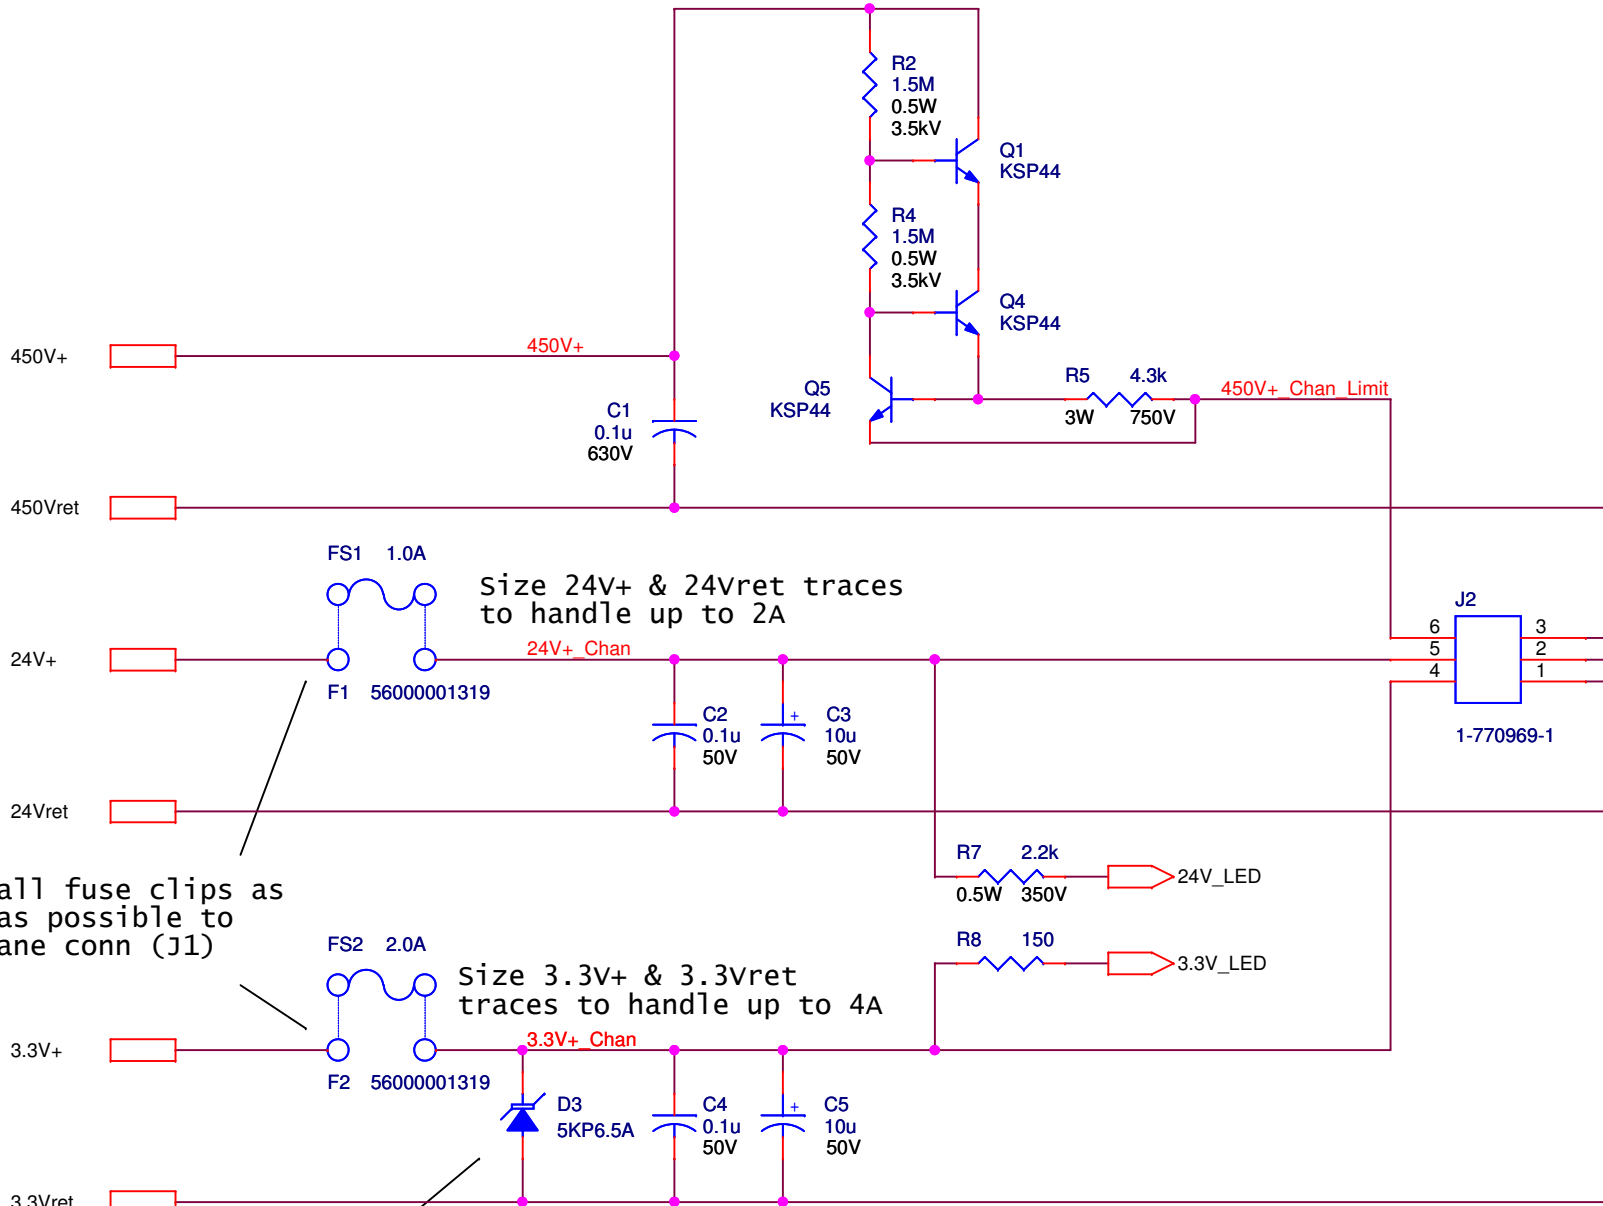 R2
1.5M
0.5W
3.5kV
Q1
KSP44
R4
1.5M
0.5W
3.5kV
Q4
KSP44
450V+
450V+
Q5
KSP44
R5 4.3k
3W 750V
450V+_Chan_Limit
C1
0.1u
630V
450Vret
FS1 1.0A
Size 24V+ & 24Vret traces
to handle up to 2A
J2
24V+
24V+_Chan
F1 56000001319
6 3
5 2
4 1
1-770969-1
C2
0.1u
50V
+
C3
10u
50V
24Vret
R7 2.2k
0.5W 350V
24V_LED
all fuse clips as
as possible to
ane conn (J1)
R8 150
3.3V_LED
FS2 2.0A
Size 3.3V+ & 3.3Vret
traces to handle up to 4A
3.3V+
3.3V+_Chan
F2 56000001319
D3
5KP6.5A
C4
0.1u
50V
+
C5
10u
50V
3.3Vret